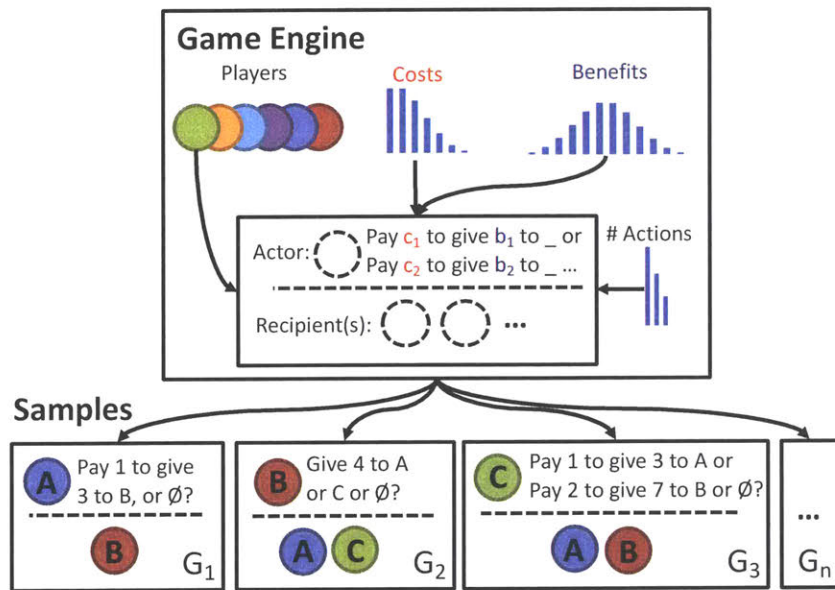 Game Engine
Players
Costs
Benefits
Actor:
Pay c₁ to give b₁ to _ or
Pay c₂ to give b₂ to _ ...
# Actions
Recipient(s):
...
Samples
A
Pay 1 to give
3 to B, or Ø?
B
G₁
B
Give 4 to A
or C or Ø?
A
C
G₂
C
Pay 1 to give 3 to A or
Pay 2 to give 7 to B or Ø?
A
B
G₃
...
Gₙ